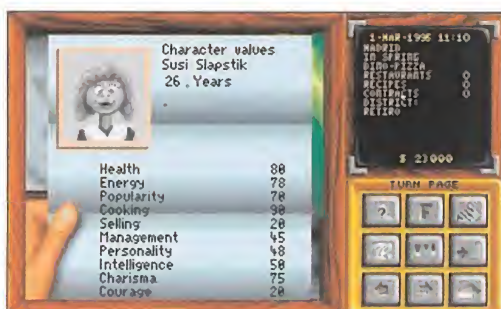 Character values
Susi Slapstik
26 . Years
.
Health 80
Energy 78
Popularity 70
Cooking 90
Selling 20
Management 45
Personality 48
Intelligence 50
Charisma 75
Courage 20
1-MAR-1995 11:10
MADRID
IN SPRING
DINO-PIZZA
RESTAURANTS 0
RECIPES 0
CONTRACTS 0
DISTRICT:
RETIRO
$ 23000
TURN PAGE
?
F